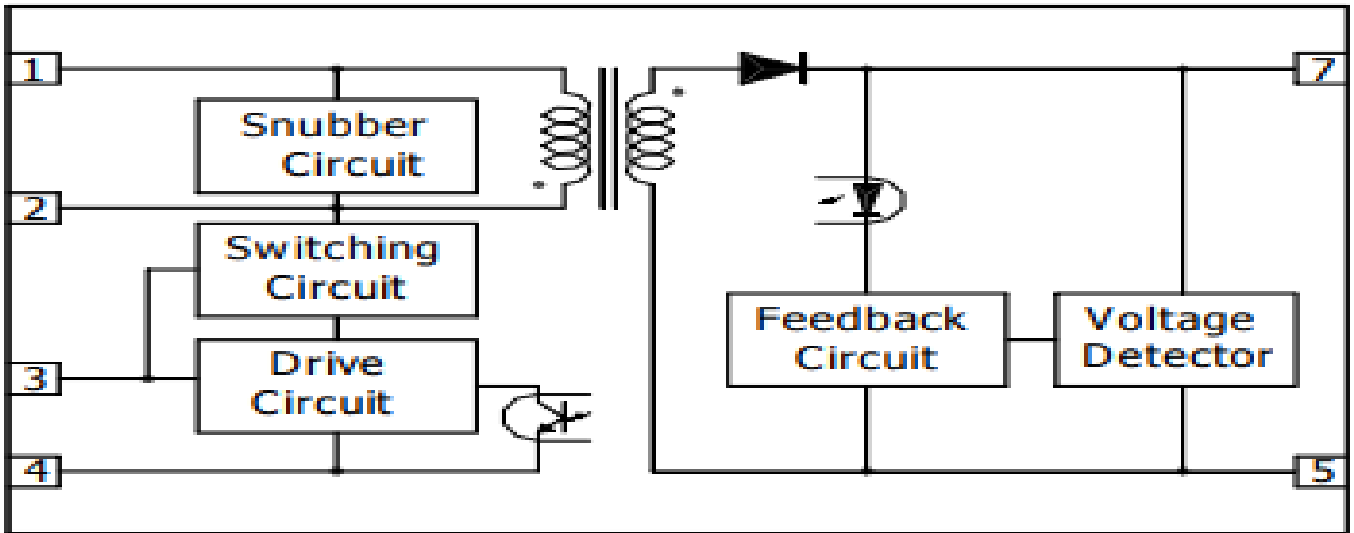 1
7
Snubber
Circuit
2
Switching
Circuit
Feedback
Circuit
Voltage
Detector
3
Drive
Circuit
4
5